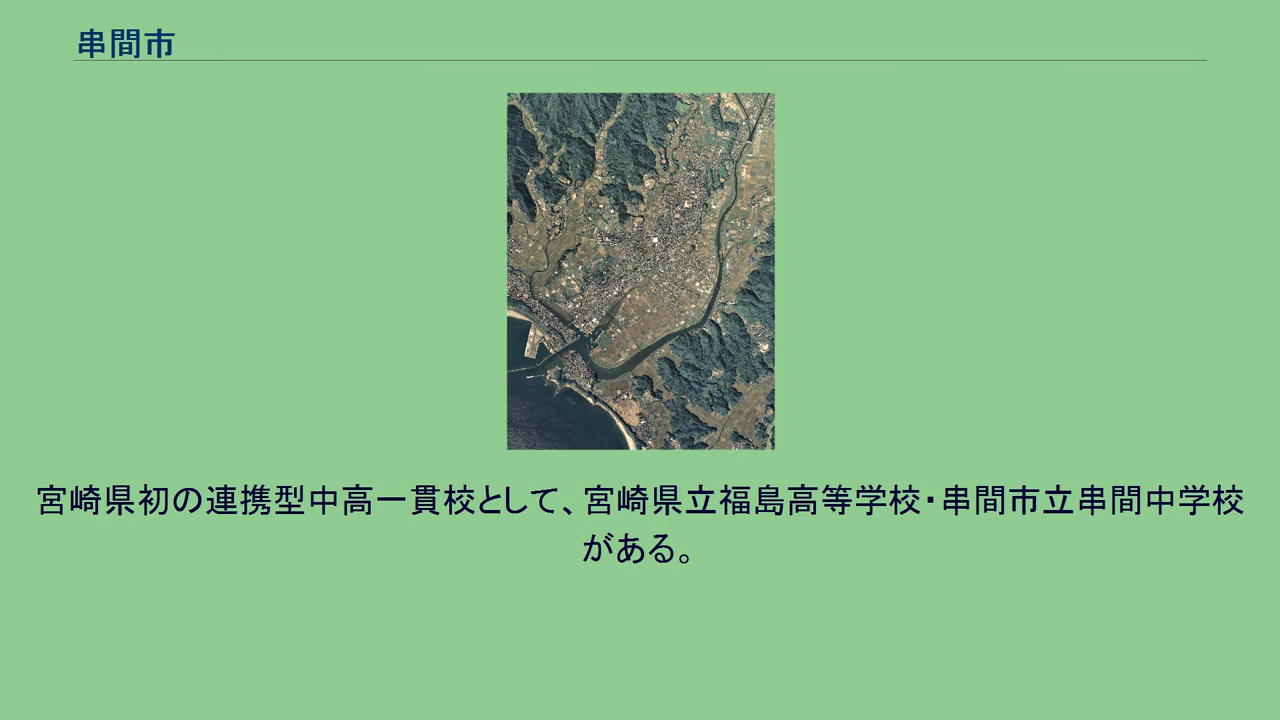 串間市
宮崎県初の連携型中高一貫校として、宮崎県立福島高等学校・串間市立串間中学校
がある。